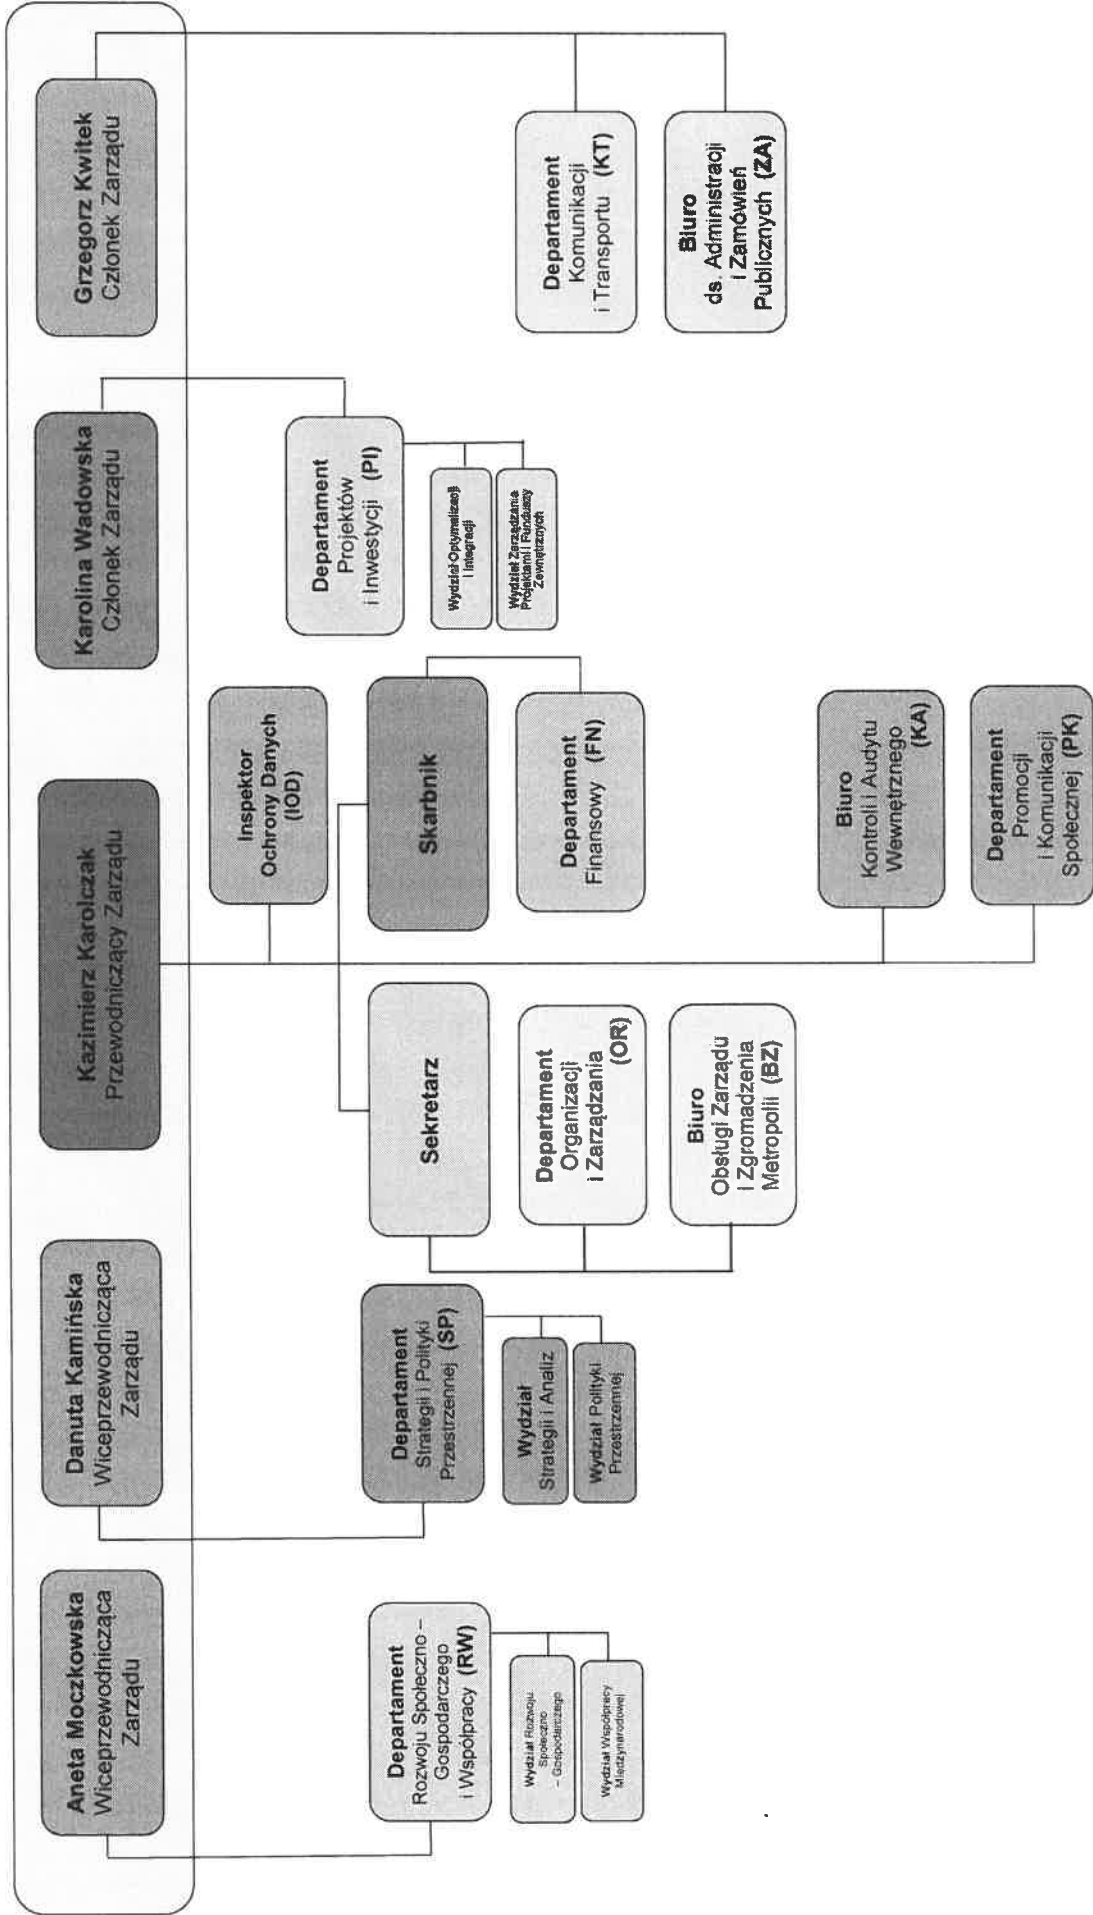 Aneta Moczkowska
Wiceprzewodnicząca
Zarządu
Danuta Kamińska
Wiceprzewodnicząca
Zarządu
Kazimierz Karolczak
Przewodniczący Zarządu
Karolina Wadowska
Członek Zarządu
Grzegorz Kwitek
Członek Zarządu
Departament
Rozwoju Społeczno –
Gospodarczego
i Współpracy (RW)
Wydział Rozwoju
Społeczno
– Gospodarczego
Wydział Współpracy
Międzynarodowej
Departament
Strategii i Polityki
Przestrzennej (SP)
Wydział
Strategii i Analiz
Wydział Polityki
Przestrzennej
Inspektor
Ochrony Danych
(IOD)
Sekretarz
Departament
Organizacji
i Zarządzania
(OR)
Biuro
Obsługi Zarządu
i Zgromadzenia
Metropolii (BZ)
Skarbnik
Departament
Finansowy (FN)
Biuro
Kontroli i Audytu
Wewnętrznego
(KA)
Departament
Promocji
i Komunikacji
Społecznej (PK)
Departament
Projektów
i Inwestycji (PI)
Wydział Optymalizacji
i Integracji
Wydział Zarządzania
Projektami i Funduszy
Zewnętrznych
Departament
Komunikacji
i Transportu (KT)
Biuro
ds. Administracji
i Zamówień
Publicznych (ZA)